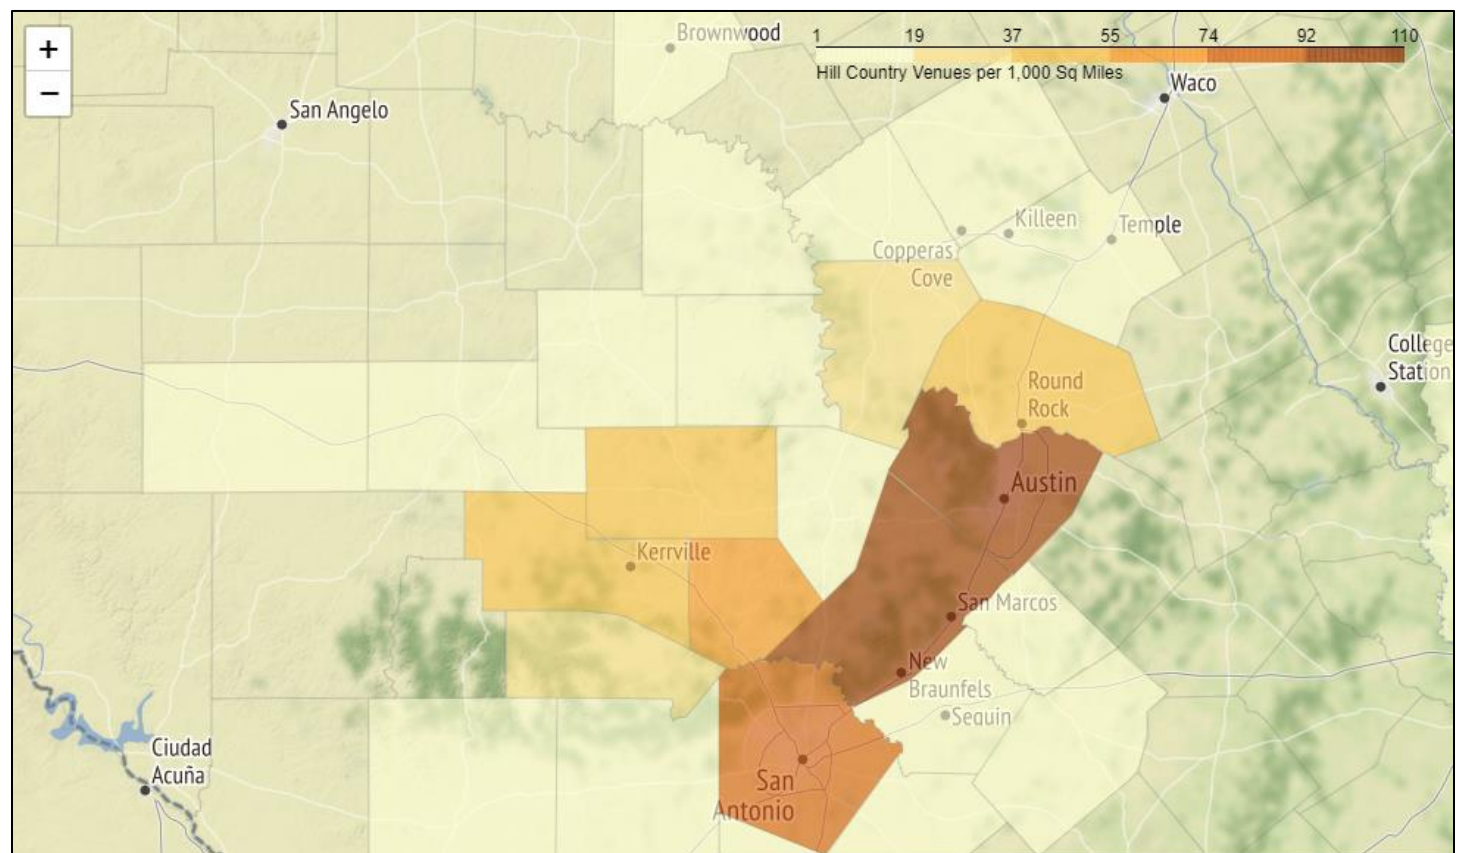 +
−
Brownwood
1 19 37 55 74 92 110
Hill Country Venues per 1,000 Sq Miles
Waco
San Angelo
Killeen
Temple
Copperas
Cove
College
Station
Round
Rock
Austin
Kerrville
San Marcos
New
Braunfels
Seguin
Ciudad
Acuña
San
Antonio